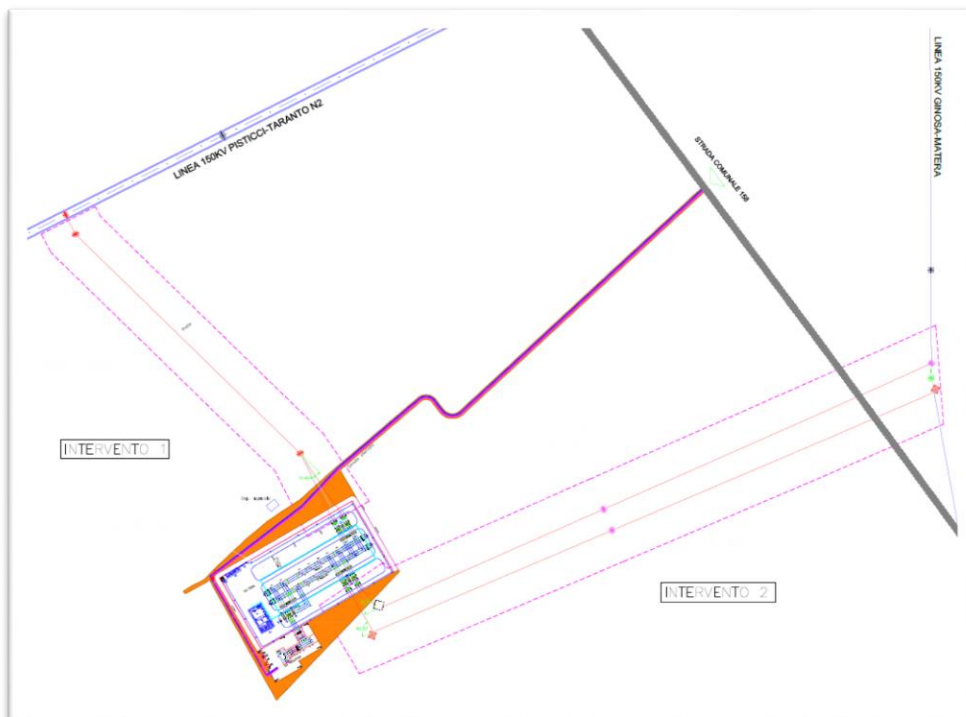 LINEA 150KV PISTICCI-TARANTO N2
LINEA 150KV GINOSA-MATERA
STRADA COMUNALE 158
INTERVENTO 1
INTERVENTO 2